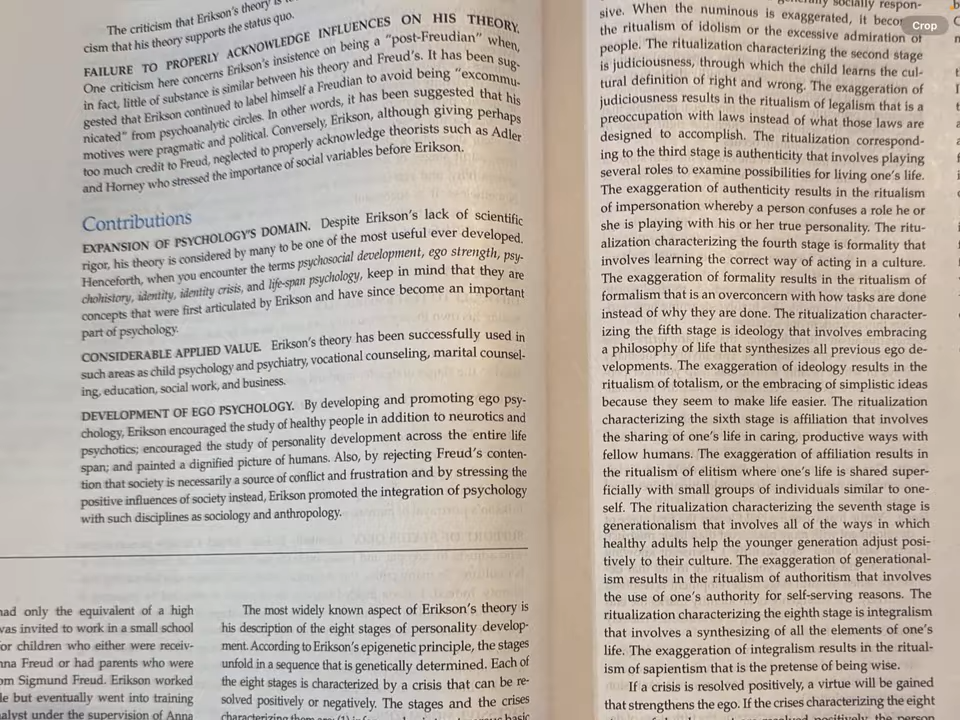 The criticism that Erikson's theory is
cism that his theory supports the status quo.
FAILURE TO PROPERLY ACKNOWLEDGE INFLUENCES ON HIS THEORY.
One criticism here concerns Erikson's insistence on being a "post-Freudian" when,
in fact, little of substance is similar between his theory and Freud's. It has been sug-
gested that Erikson continued to label himself a Freudian to avoid being "excommu-
nicated" from psychoanalytic circles. In other words, it has been suggested that his
motives were pragmatic and political. Conversely, Erikson, although giving perhaps
too much credit to Freud, neglected to properly acknowledge theorists such as Adler
and Horney who stressed the importance of social variables before Erikson.
Contributions
EXPANSION OF PSYCHOLOGY'S DOMAIN. Despite Erikson's lack of scientific
rigor, his theory is considered by many to be one of the most useful ever developed.
Henceforth, when you encounter the terms psychosocial development, ego strength, psy-
chohistory, identity, identity crisis, and life-span psychology, keep in mind that they are
concepts that were first articulated by Erikson and have since become an important
part of psychology.
CONSIDERABLE APPLIED VALUE. Erikson's theory has been successfully used in
such areas as child psychology and psychiatry, vocational counseling, marital counsel-
ing, education, social work, and business.
DEVELOPMENT OF EGO PSYCHOLOGY. By developing and promoting ego psy-
chology, Erikson encouraged the study of healthy people in addition to neurotics and
psychotics; encouraged the study of personality development across the entire life
span; and painted a dignified picture of humans. Also, by rejecting Freud's conten-
tion that society is necessarily a source of conflict and frustration and by stressing the
positive influences of society instead, Erikson promoted the integration of psychology
with such disciplines as sociology and anthropology.
had only the equivalent of a high
was invited to work in a small school
or children who either were receiv-
nna Freud or had parents who were
om Sigmund Freud. Erikson worked
le but eventually went into training
alyst under the supervision of Anna
The most widely known aspect of Erikson's theory is
his description of the eight stages of personality develop-
ment. According to Erikson's epigenetic principle, the stages
unfold in a sequence that is genetically determined. Each of
the eight stages is characterized by a crisis that can be re-
solved positively or negatively. The stages and the crises
characterizing them are: (1) basic
socially respon-
sive. When the numinous is exaggerated, it becomes
Crop
the ritualism of idolism or the excessive admiration of
people. The ritualization characterizing the second stage
is judiciousness, through which the child learns the cul-
tural definition of right and wrong. The exaggeration of
judiciousness results in the ritualism of legalism that is a
preoccupation with laws instead of what those laws are
designed to accomplish. The ritualization correspond-
ing to the third stage is authenticity that involves playing
several roles to examine possibilities for living one's life.
The exaggeration of authenticity results in the ritualism
of impersonation whereby a person confuses a role he or
she is playing with his or her true personality. The ritu-
alization characterizing the fourth stage is formality that
involves learning the correct way of acting in a culture.
The exaggeration of formality results in the ritualism of
formalism that is an overconcern with how tasks are done
instead of why they are done. The ritualization character-
izing the fifth stage is ideology that involves embracing
a philosophy of life that synthesizes all previous ego de-
velopments. The exaggeration of ideology results in the
ritualism of totalism, or the embracing of simplistic ideas
because they seem to make life easier. The ritualization
characterizing the sixth stage is affiliation that involves
the sharing of one's life in caring, productive ways with
fellow humans. The exaggeration of affiliation results in
the ritualism of elitism where one's life is shared super-
ficially with small groups of individuals similar to one-
self. The ritualization characterizing the seventh stage is
generationalism that involves all of the ways in which
healthy adults help the younger generation adjust posi-
tively to their culture. The exaggeration of generational-
ism results in the ritualism of authoritism that involves
the use of one's authority for self-serving reasons. The
ritualization characterizing the eighth stage is integralism
that involves a synthesizing of all the elements of one's
life. The exaggeration of integralism results in the ritual-
ism of sapientism that is the pretense of being wise.
If a crisis is resolved positively, a virtue will be gained
that strengthens the ego. If the crises characterizing the eight
resolved positively, the person